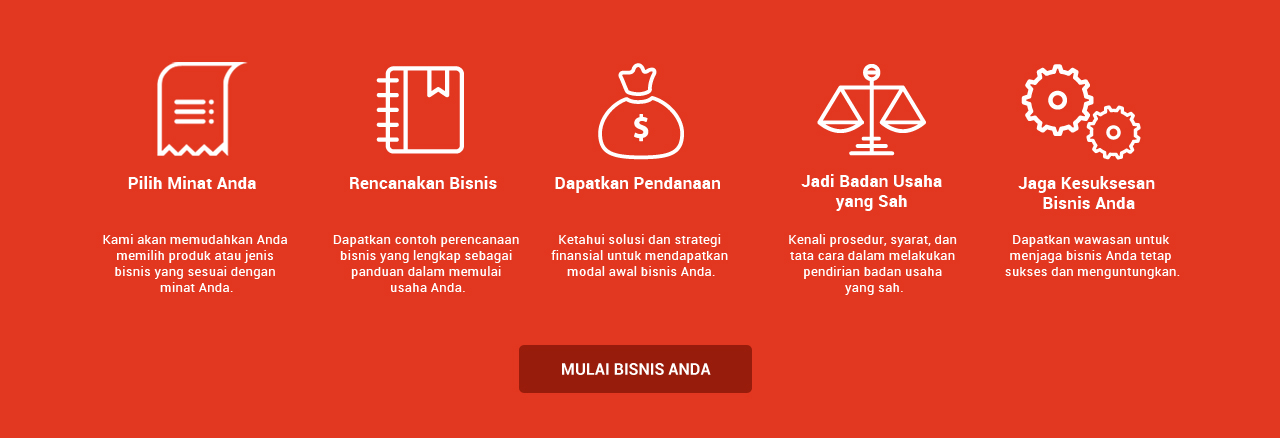 $
Pilih Minat Anda
Kami akan memudahkan Anda
memilih produk atau jenis
bisnis yang sesuai dengan
minat Anda.
Rencanakan Bisnis
Dapatkan contoh perencanaan
bisnis yang lengkap sebagai
panduan dalam memulai
usaha Anda.
Dapatkan Pendanaan
Ketahui solusi dan strategi
finansial untuk mendapatkan
modal awal bisnis Anda.
Jadi Badan Usaha
yang Sah
Kenali prosedur, syarat, dan
tata cara dalam melakukan
pendirian badan usaha
yang sah.
Jaga Kesuksesan
Bisnis Anda
Dapatkan wawasan untuk
menjaga bisnis Anda tetap
sukses dan menguntungkan.
MULAI BISNIS ANDA